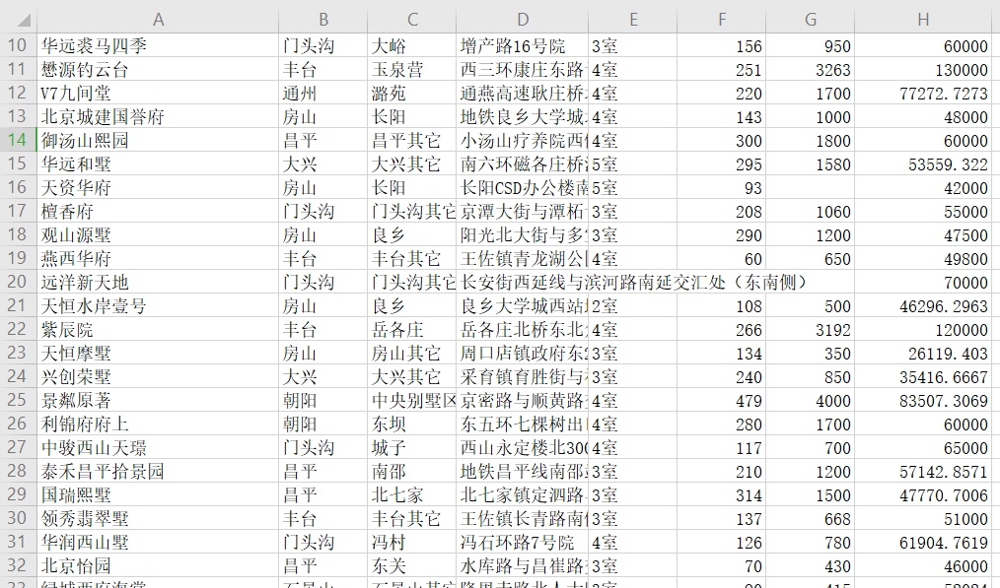 A B C D E F G H
10 华远裘马四季 门头沟 大峪 增产路16号院 3室 156 950 60000
11 懋源钓云台 丰台 玉泉营 西三环康庄东路 4室 251 3263 130000
12 V7九间堂 通州 潞苑 通燕高速耿庄桥 4室 220 1700 77272.7273
13 北京城建国誉府 房山 长阳 地铁良乡大学城 4室 143 1000 48000
14 御汤山熙园 昌平 昌平其它 小汤山疗养院西 4室 300 1800 60000
15 华远和墅 大兴 大兴其它 南六环磁各庄桥 5室 295 1580 53559.322
16 天资华府 房山 长阳 长阳CSD办公楼南 5室 93 42000
17 檀香府 门头沟 门头沟其它 京潭大街与潭柘 3室 208 1060 55000
18 观山源墅 房山 良乡 阳光北大街与多 3室 290 1200 47500
19 燕西华府 丰台 丰台其它 王佐镇青龙湖公 4室 60 650 49800
20 远洋新天地 门头沟 门头沟其它 长安街西延线与滨河路南延交汇处（东南侧） 70000
21 天恒水岸壹号 房山 良乡 良乡大学城西站 2室 108 500 46296.2963
22 紫辰院 丰台 岳各庄 岳各庄北桥东北 4室 266 3192 120000
23 天恒摩墅 房山 房山其它 周口店镇政府东 3室 134 350 26119.403
24 兴创荣墅 大兴 大兴其它 采育镇育胜街与 3室 240 850 35416.6667
25 景粼原著 朝阳 中央别墅区 京密路与顺黄路 4室 479 4000 83507.3069
26 利锦府府上 朝阳 东坝 东五环七棵树出 4室 280 1700 60000
27 中骏西山天璟 门头沟 城子 西山永定楼北300 4室 117 700 65000
28 泰禾昌平拾景园 昌平 南邵 地铁昌平线南邵 3室 210 1200 57142.8571
29 国瑞熙墅 昌平 北七家 北七家镇定泗路 3室 314 1500 47770.7006
30 领秀翡翠墅 丰台 丰台其它 王佐镇长青路南 3室 137 668 51000
31 华润西山墅 门头沟 冯村 冯石环路7号院 4室 126 780 61904.7619
32 北京怡园 昌平 东关 水库路与昌崔路 3室 70 430 46000